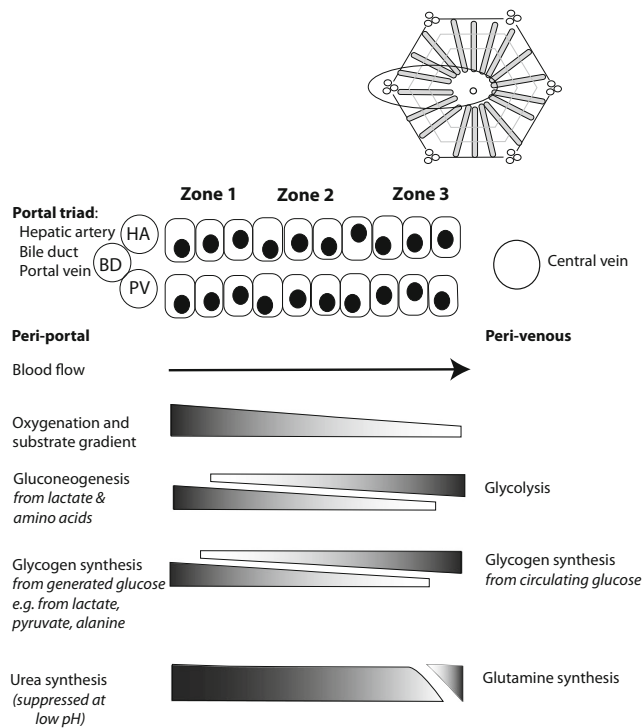 Zone 1 Zone 2 Zone 3
Portal triad:
Hepatic artery
Bile duct
Portal vein
HA
BD
PV
Central vein
Peri-portal
Peri-venous
Blood flow
Oxygenation and
substrate gradient
Gluconeogenesis
from lactate &
amino acids
Glycolysis
Glycogen synthesis
from generated glucose
e.g. from lactate,
pyruvate, alanine
Glycogen synthesis
from circulating glucose
Urea synthesis
(suppressed at
low pH)
Glutamine synthesis